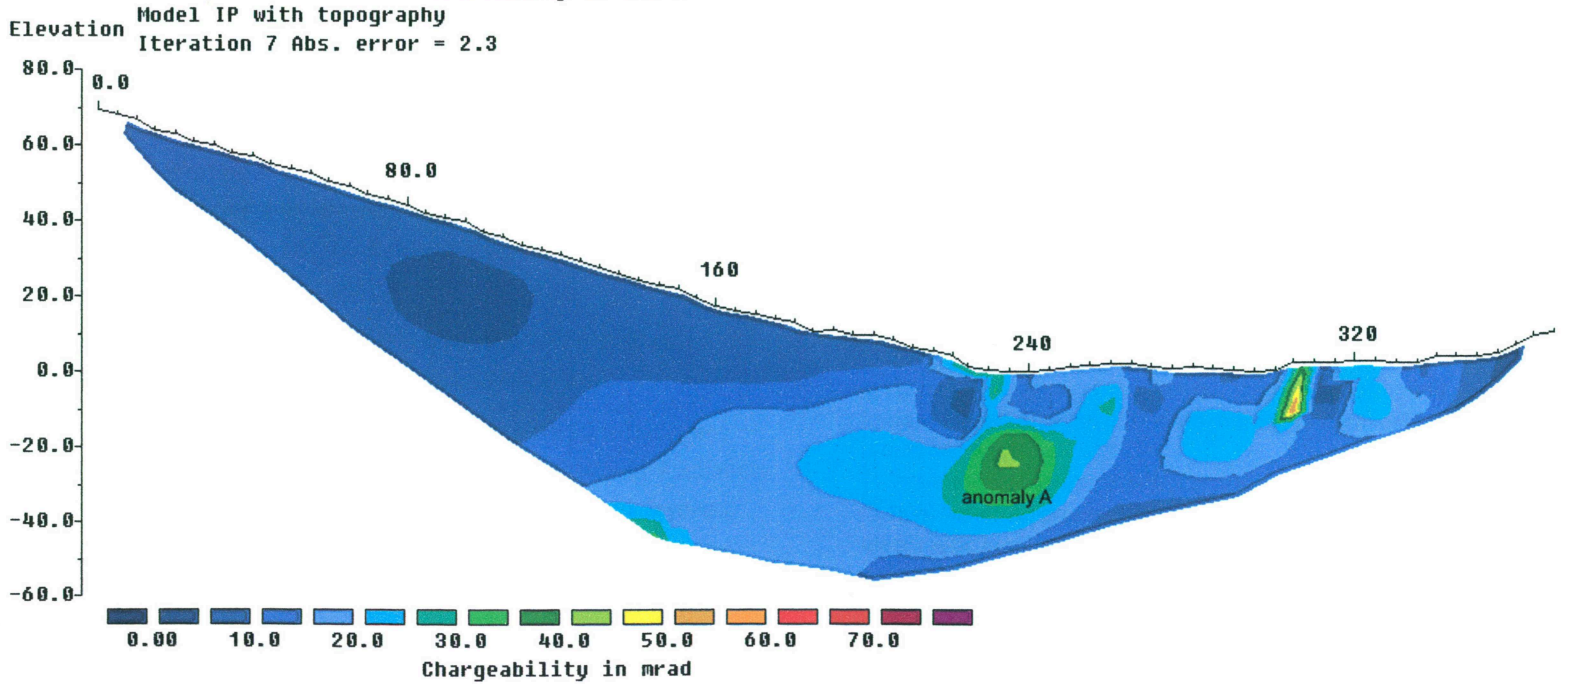 Model IP with topography
Elevation
Iteration 7 Abs. error = 2.3
80.0
0.0
60.0
80.0
40.0
160
20.0
240
320
0.0
-20.0
anomaly A
-40.0
-60.0
0.00 10.0 20.0 30.0 40.0 50.0 60.0 70.0
Chargeability in mrad